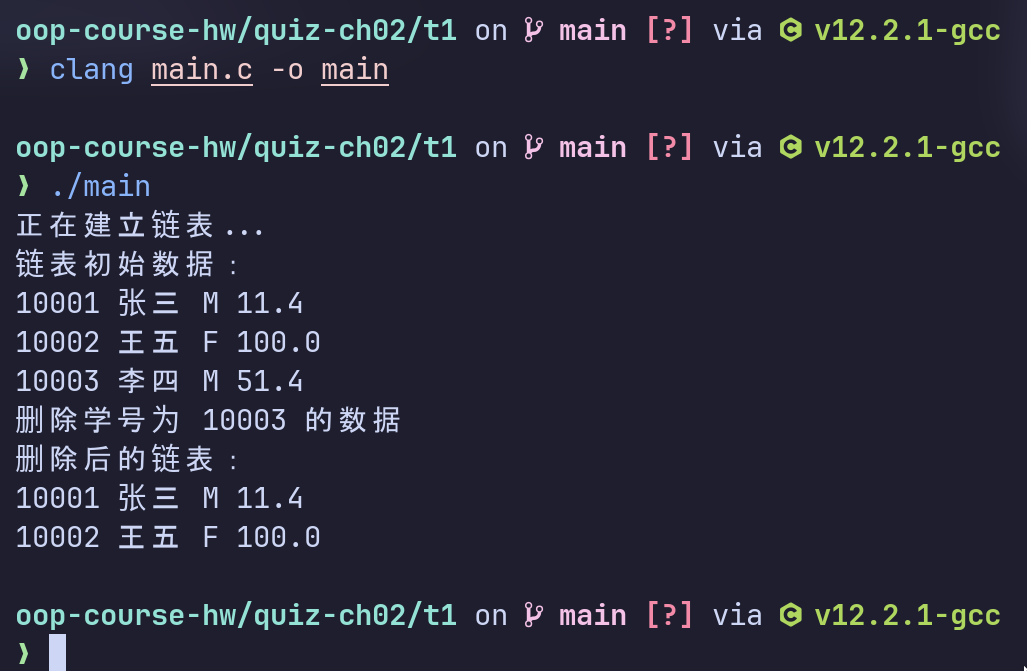 oop-course-hw/quiz-ch02/t1 on main [?] via C v12.2.1-gcc
❯ clang main.c -o main
oop-course-hw/quiz-ch02/t1 on main [?] via C v12.2.1-gcc
❯ ./main
正在建立链表...
链表初始数据：
10001 张三 M 11.4
10002 王五 F 100.0
10003 李四 M 51.4
删除学号为 10003 的数据
删除后的链表：
10001 张三 M 11.4
10002 王五 F 100.0
oop-course-hw/quiz-ch02/t1 on main [?] via C v12.2.1-gcc
❯